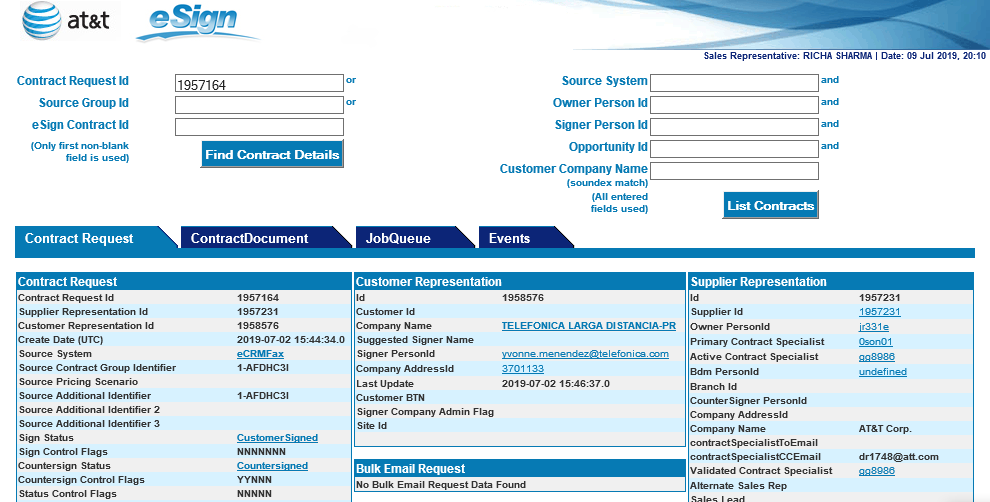 at&t eSign
Sales Representative: RICHA SHARMA | Date: 09 Jul 2019, 20:10
Contract Request Id 1957164 or
Source Group Id or
eSign Contract Id
(Only first non-blank
field is used)
Find Contract Details
Source System and
Owner Person Id and
Signer Person Id and
Opportunity Id and
Customer Company Name
(soundex match)
(All entered
fields used)
List Contracts
Contract Request ContractDocument JobQueue Events
Contract Request
Contract Request Id 1957164
Supplier Representation Id 1957231
Customer Representation Id 1958576
Create Date (UTC) 2019-07-02 15:44:34.0
Source System eCRMFax
Source Contract Group Identifier 1-AFDHC3I
Source Pricing Scenario
Source Additional Identifier 1-AFDHC3I
Source Additional Identifier 2
Source Additional Identifier 3
Sign Status CustomerSigned
Sign Control Flags NNNNNNN
Countersign Status Countersigned
Countersign Control Flags YYNNN
Status Control Flags NNNNN
Customer Representation
Id 1958576
Customer Id
Company Name TELEFONICA LARGA DISTANCIA-PR
Suggested Signer Name
Signer PersonId yvonne.menendez@telefonica.com
Company AddressId 3701133
Last Update 2019-07-02 15:46:37.0
Customer BTN
Signer Company Admin Flag
Site Id
Bulk Email Request
No Bulk Email Request Data Found
Supplier Representation
Id 1957231
Supplier Id 1957231
Owner PersonId jr331e
Primary Contract Specialist 0son01
Active Contract Specialist gg8986
Bdm PersonId undefined
Branch Id
CounterSigner PersonId
Company AddressId
Company Name AT&T Corp.
contractSpecialistToEmail
contractSpecialistCCEmail dr1748@att.com
Validated Contract Specialist gg8986
Alternate Sales Rep
Sales Lead